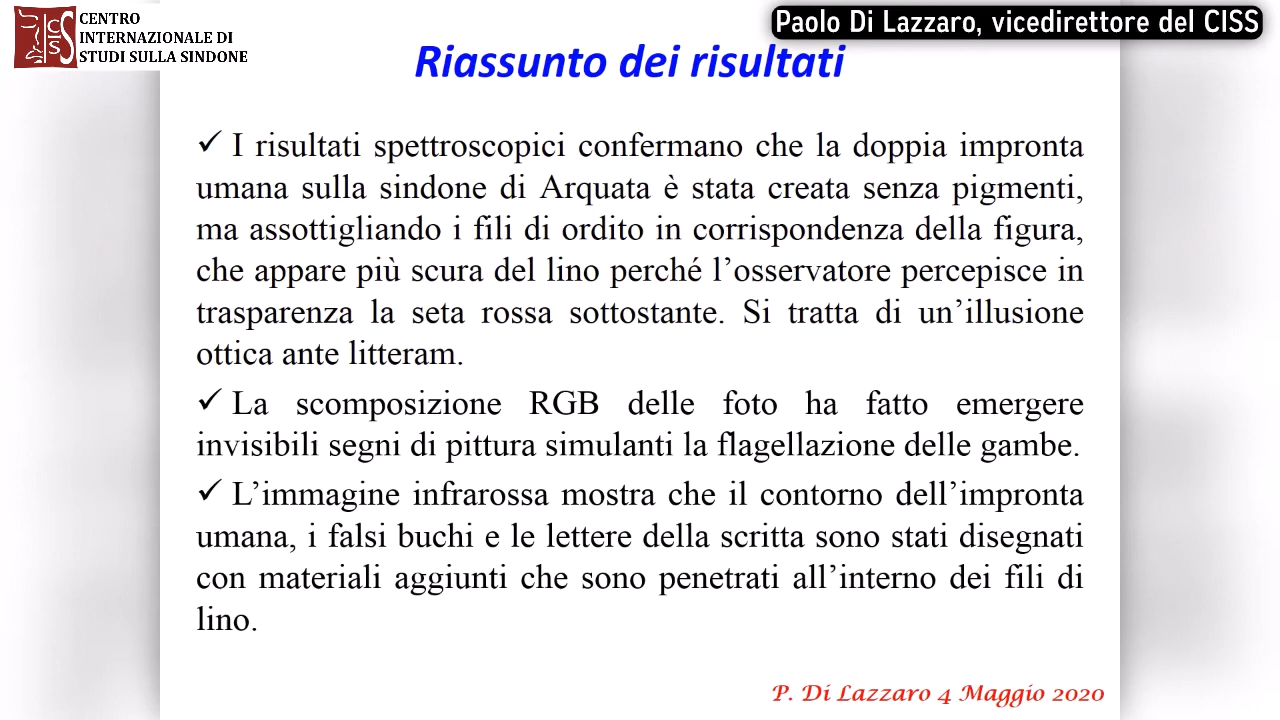 CENTRO
INTERNAZIONALE DI
STUDI SULLA SINDONE
Paolo Di Lazzaro, vicedirettore del CISS
Riassunto dei risultati
✓ I risultati spettroscopici confermano che la doppia impronta
umana sulla sindone di Arquata è stata creata senza pigmenti,
ma assottigliando i fili di ordito in corrispondenza della figura,
che appare più scura del lino perché l’osservatore percepisce in
trasparenza la seta rossa sottostante. Si tratta di un’illusione
ottica ante litteram.
✓ La scomposizione RGB delle foto ha fatto emergere
invisibili segni di pittura simulanti la flagellazione delle gambe.
✓ L’immagine infrarossa mostra che il contorno dell’impronta
umana, i falsi buchi e le lettere della scritta sono stati disegnati
con materiali aggiunti che sono penetrati all’interno dei fili di
lino.
P. Di Lazzaro 4 Maggio 2020